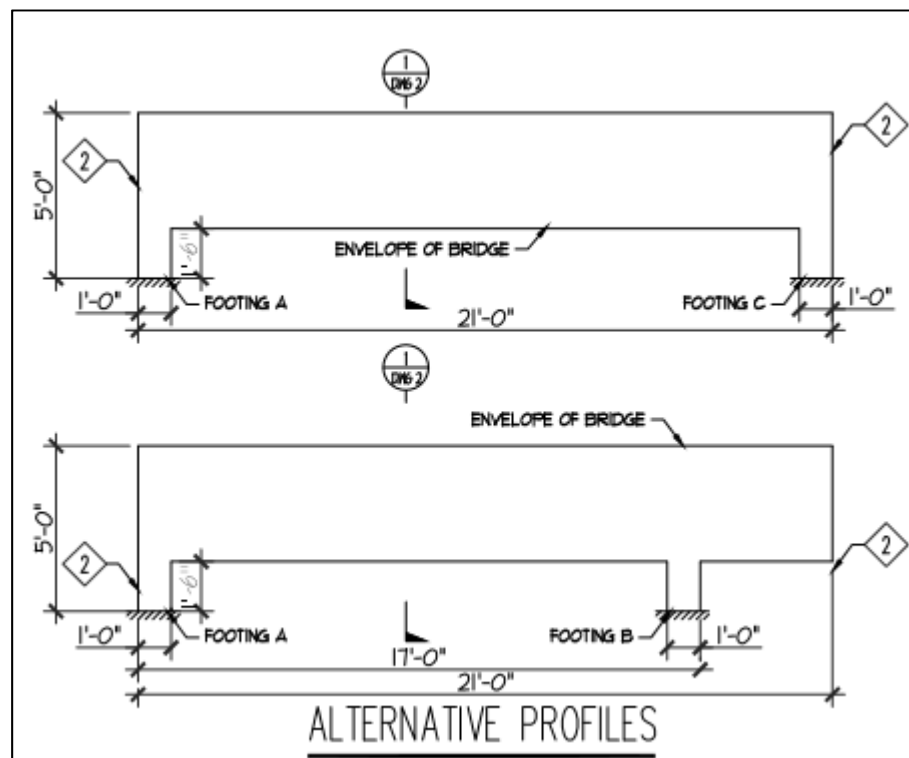 1
DWG 2
2
2
5'-0"
1'-6"
ENVELOPE OF BRIDGE
FOOTING A
FOOTING C
1'-0"
1'-0"
21'-0"
1
DWG 2
ENVELOPE OF BRIDGE
5'-0"
2
2
1'-6"
FOOTING A
FOOTING B
1'-0"
1'-0"
17'-0"
21'-0"
ALTERNATIVE PROFILES